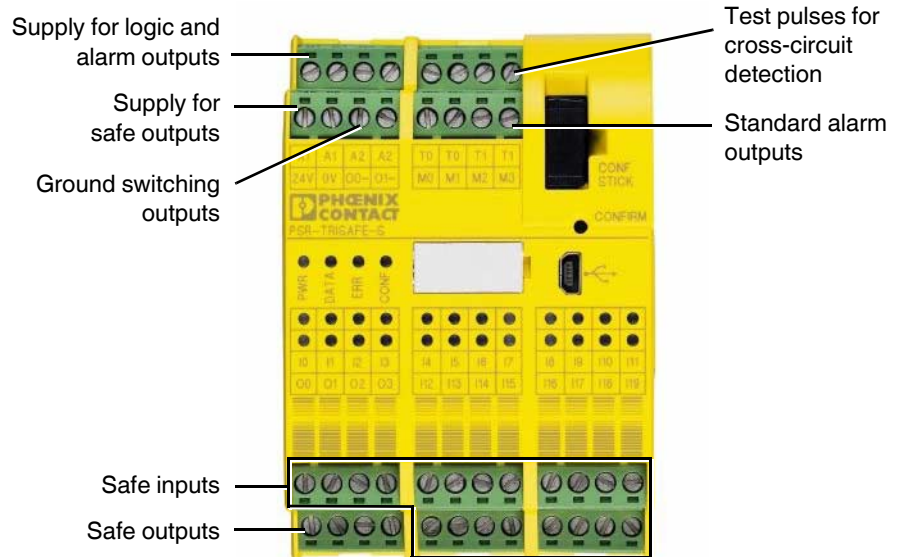 Supply for logic and
alarm outputs
Supply for
safe outputs
Ground switching
outputs
Test pulses for
cross-circuit
detection
Standard alarm
outputs
A1 A1 A2 A2
24V 0V O0– O1–
T0 T0 T1 T1
M0 M1 M2 M3
CONF
STICK
CONFIRM
PHŒNIX
CONTACT
PSR-TRISAFE-S
PWR
DATA
ERR
CONF
I0 I1 I2 I3
O0 O1 O2 O3
I4 I5 I6 I7
I12 I13 I14 I15
I8 I9 I10 I11
I16 I17 I18 I19
Safe inputs
Safe outputs